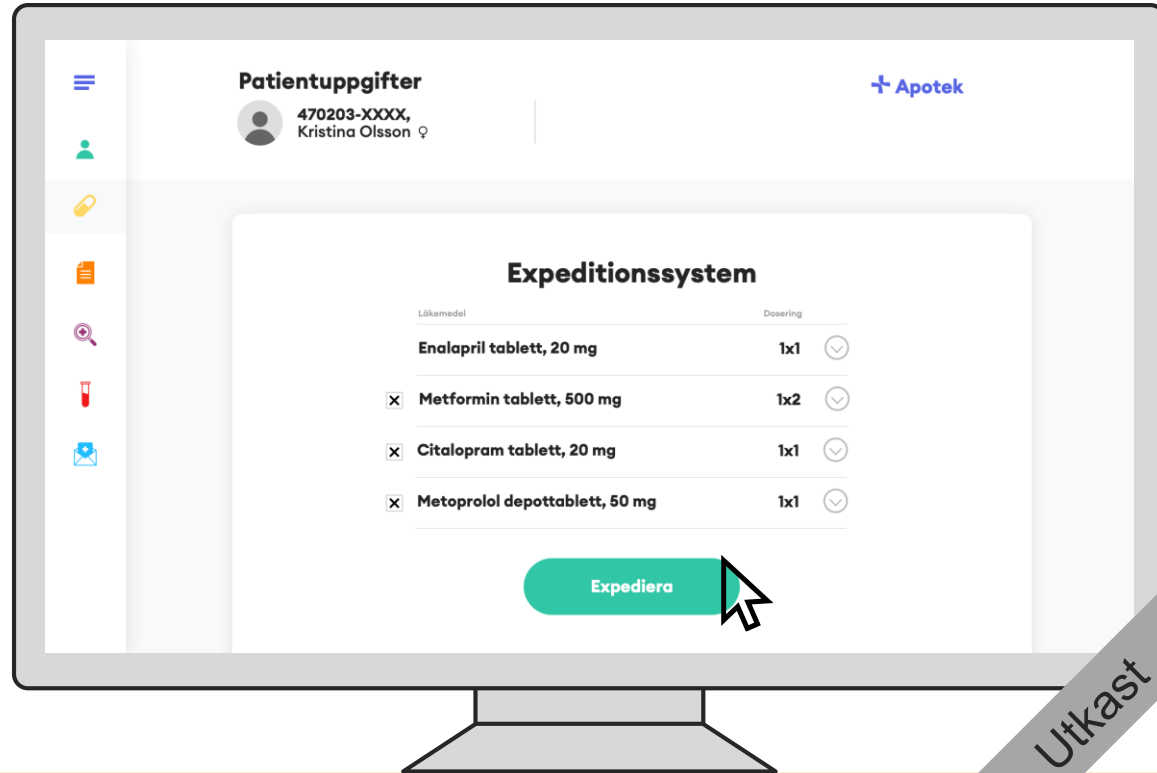 Patientuppgifter
470203-XXXX,
Kristina Olsson ♀
Apotek
Expeditionssystem
Läkemedel Dosering
Enalapril tablett, 20 mg 1x1
Metformin tablett, 500 mg 1x2
Citalopram tablett, 20 mg 1x1
Metoprolol depottablett, 50 mg 1x1
Expediera
Utkast